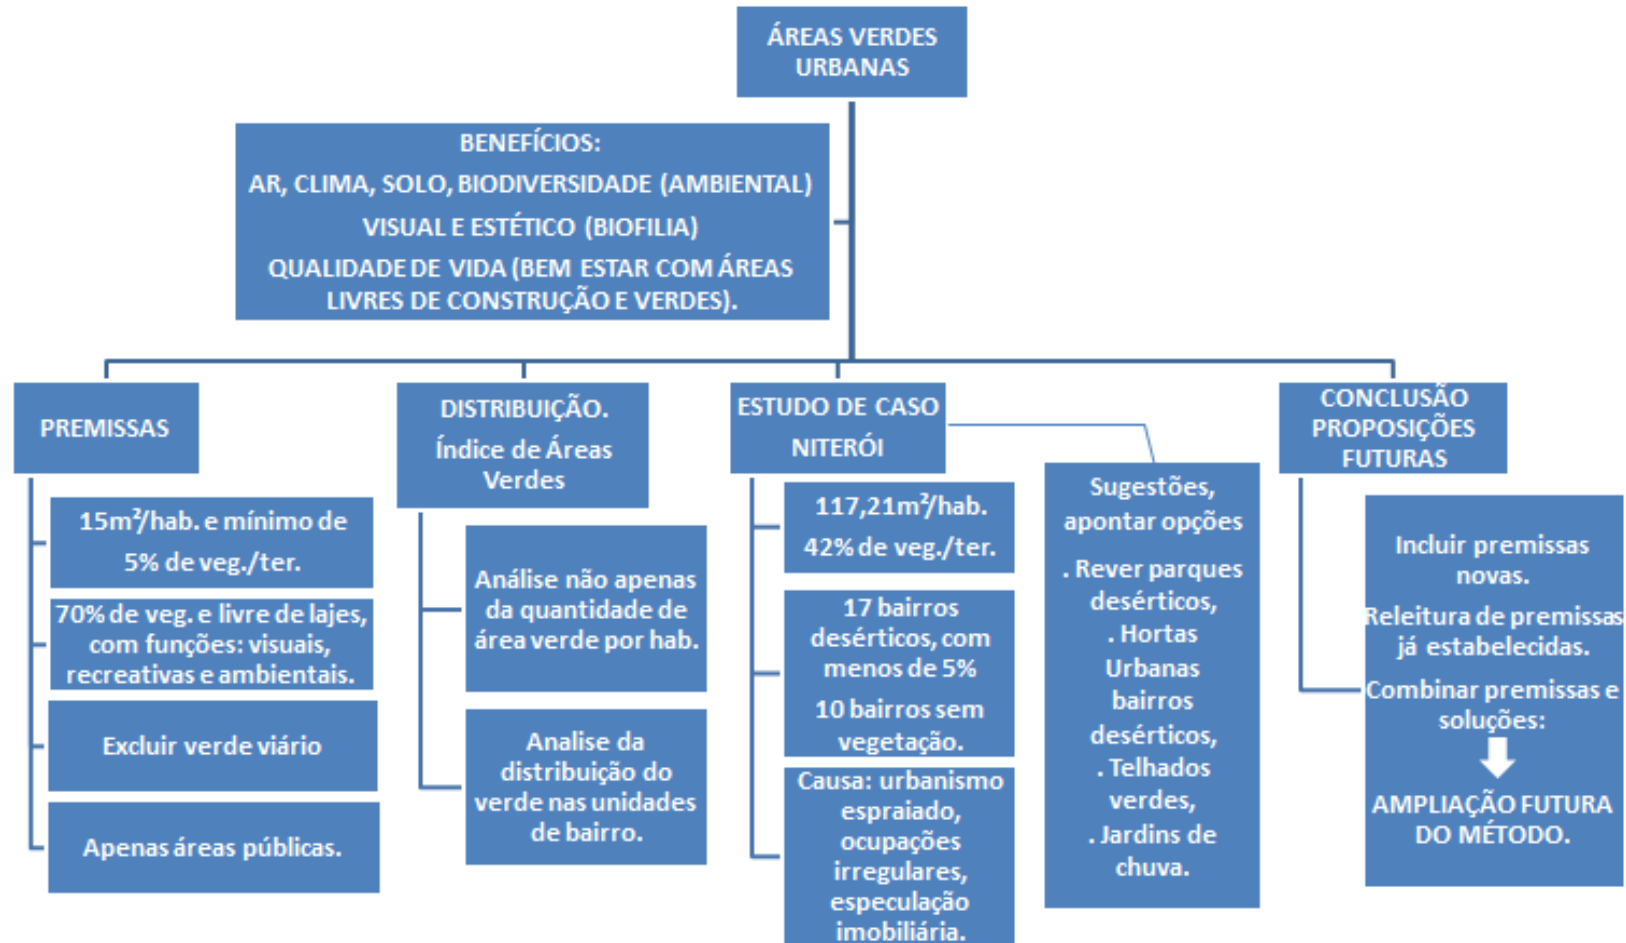 ÁREAS VERDES
URBANAS
BENEFÍCIOS:
AR, CLIMA, SOLO, BIODIVERSIDADE (AMBIENTAL)
VISUAL E ESTÉTICO (BIOFILIA)
QUALIDADE DE VIDA (BEM ESTAR COM ÁREAS
LIVRES DE CONSTRUÇÃO E VERDES).
PREMISSAS
15m²/hab. e mínimo de
5% de veg./ter.
70% de veg. e livre de lajes,
com funções: visuais,
recreativas e ambientais.
Excluir verde viário
Apenas áreas públicas.
DISTRIBUIÇÃO.
Índice de Áreas
Verdes
Análise não apenas
da quantidade de
área verde por hab.
Analise da
distribuição do
verde nas unidades
de bairro.
ESTUDO DE CASO
NITERÓI
117,21m²/hab.
42% de veg./ter.
17 bairros
desérticos, com
menos de 5%
10 bairros sem
vegetação.
Causa: urbanismo
espraiado,
ocupações
irregulares,
especulação
imobiliária.
Sugestões,
apontar opções
. Rever parques
desérticos,
. Hortas
Urbanas
bairros
desérticos,
. Telhados
verdes,
. Jardins de
chuva.
CONCLUSÃO
PROPOSIÇÕES
FUTURAS
Incluir premissas
novas.
Releitura de premissas
já estabelecidas.
Combinar premissas e
soluções:
AMPLIAÇÃO FUTURA
DO MÉTODO.